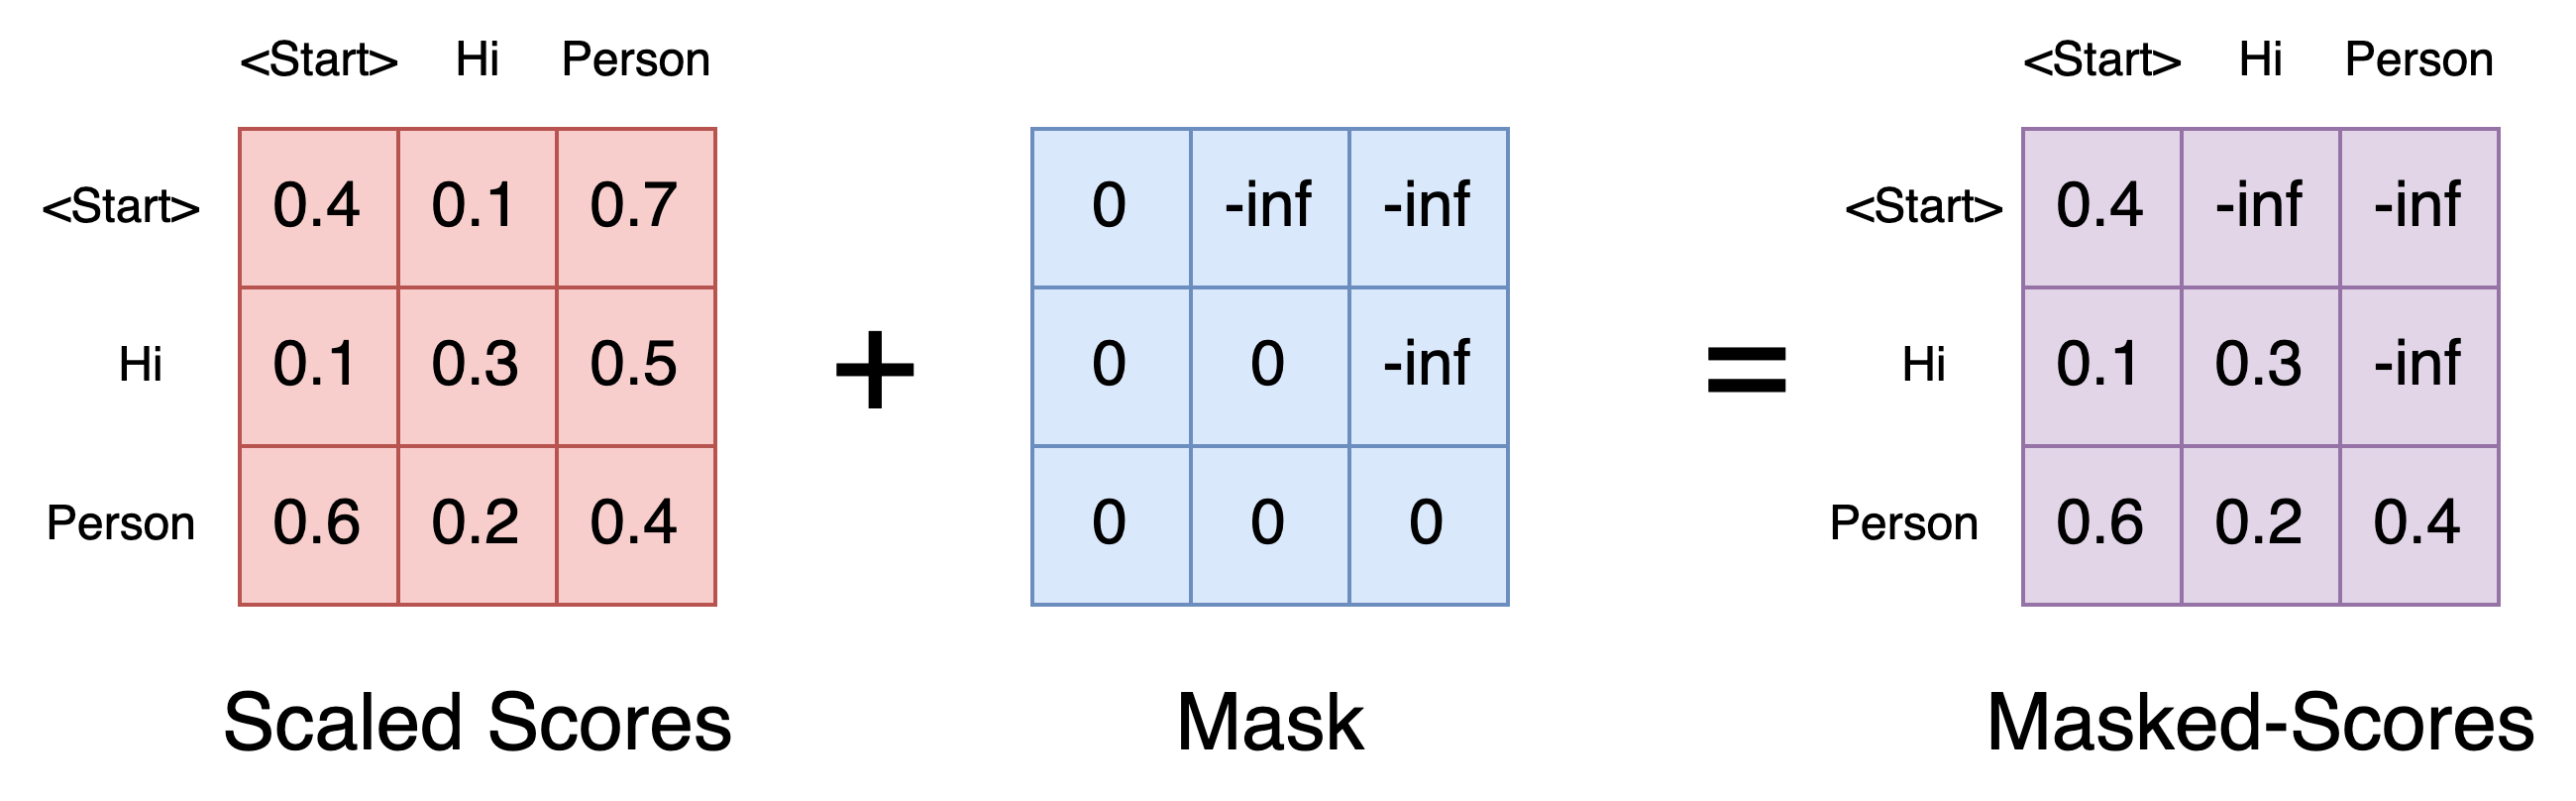 <Start> Hi Person <Start> Hi Person
<Start> 0.4 0.1 0.7 0 -inf -inf <Start> 0.4 -inf -inf
Hi 0.1 0.3 0.5 + 0 0 -inf = Hi 0.1 0.3 -inf
Person 0.6 0.2 0.4 0 0 0 Person 0.6 0.2 0.4
Scaled Scores Mask Masked-Scores